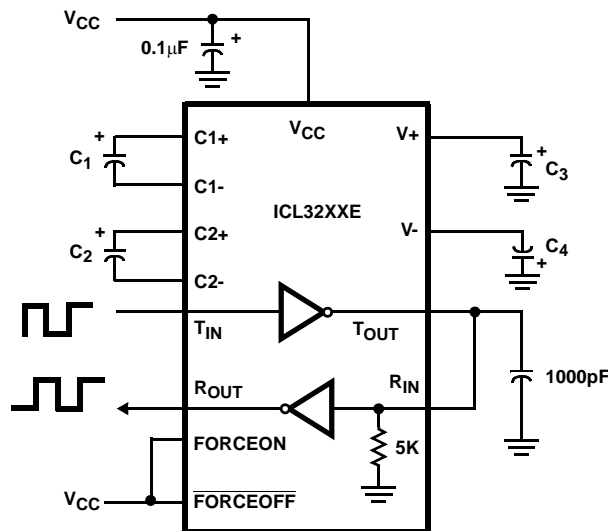 VCC
0.1µF
+
VCC
C1+
C1-
C2+
C2-
V+
V-
+
C1
+
C2
+
C3
C4
+
ICL32XXE
TIN
TOUT
1000pF
ROUT
RIN
5K
FORCEON
VCC
FORCEOFF